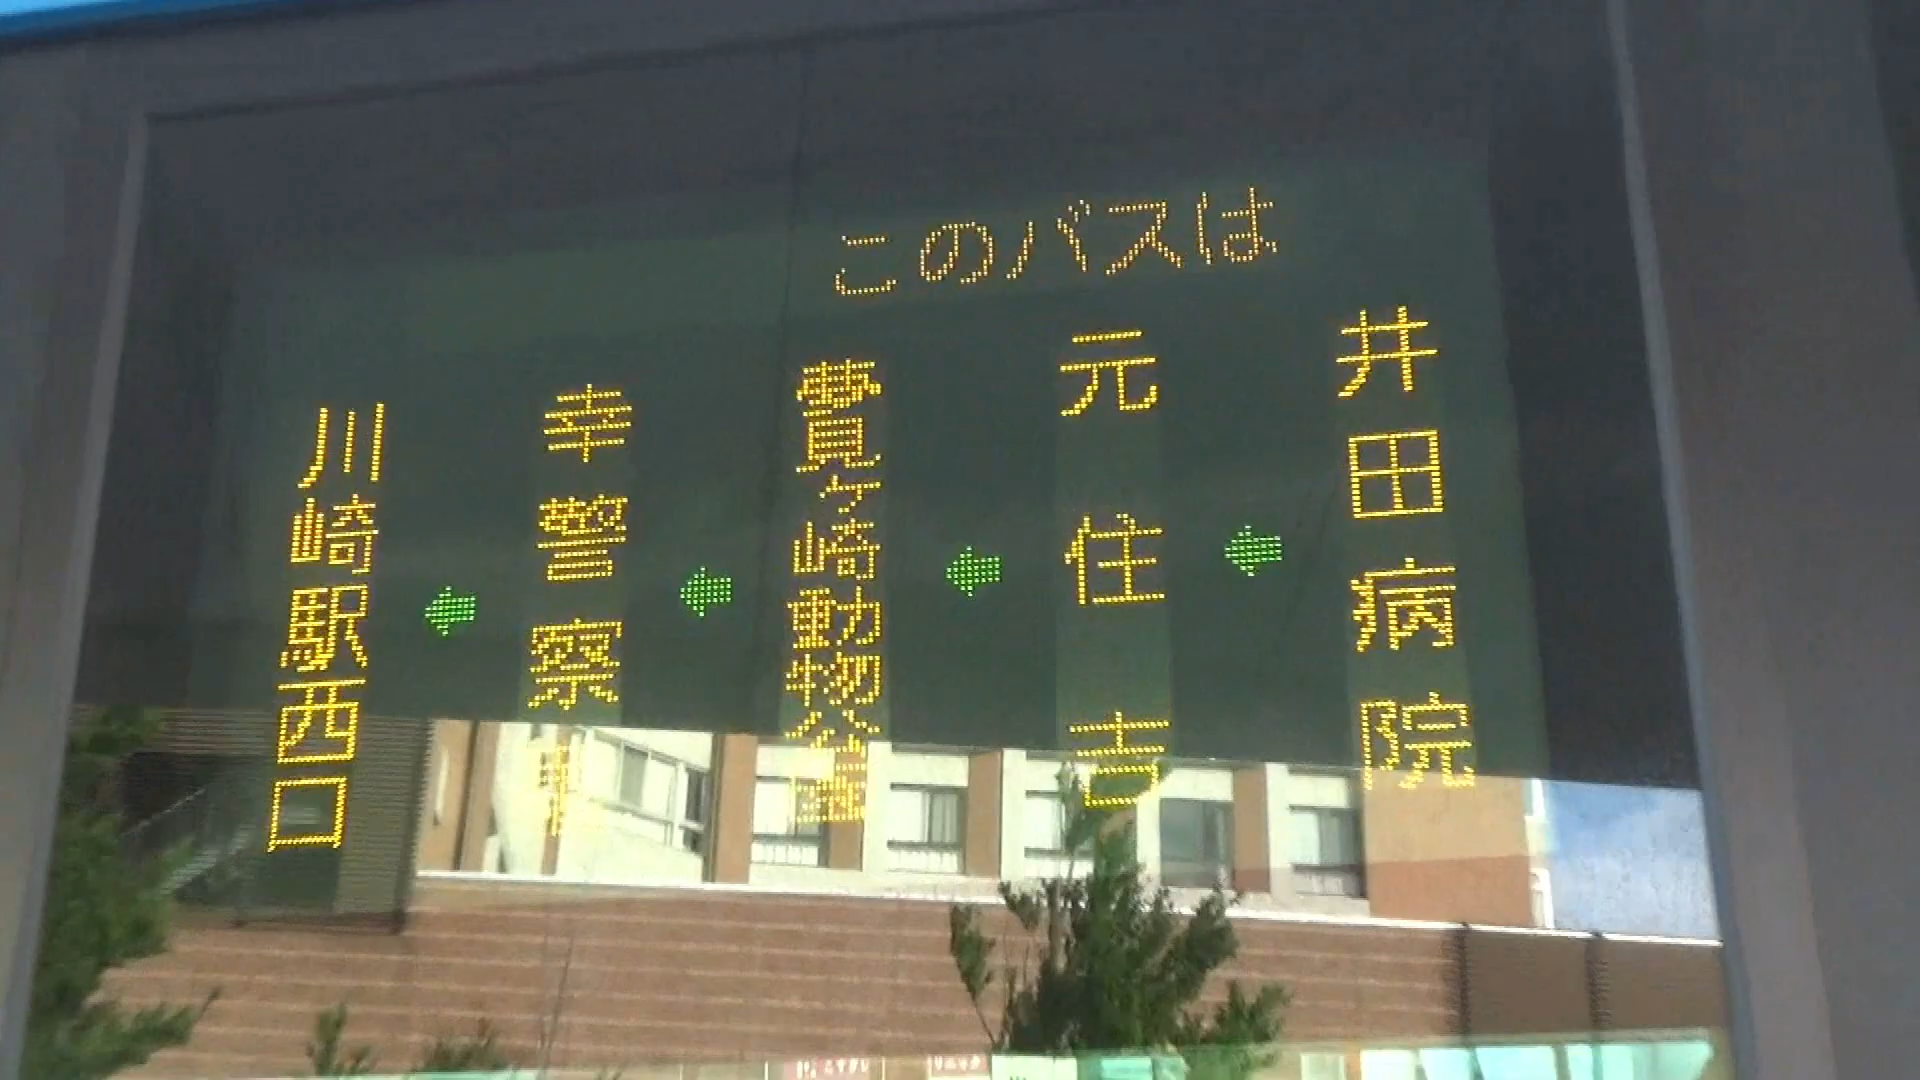 このバスは
井田病院
←
元住吉
←
夢見ヶ崎動物公園
←
幸警察
←
川崎駅西口